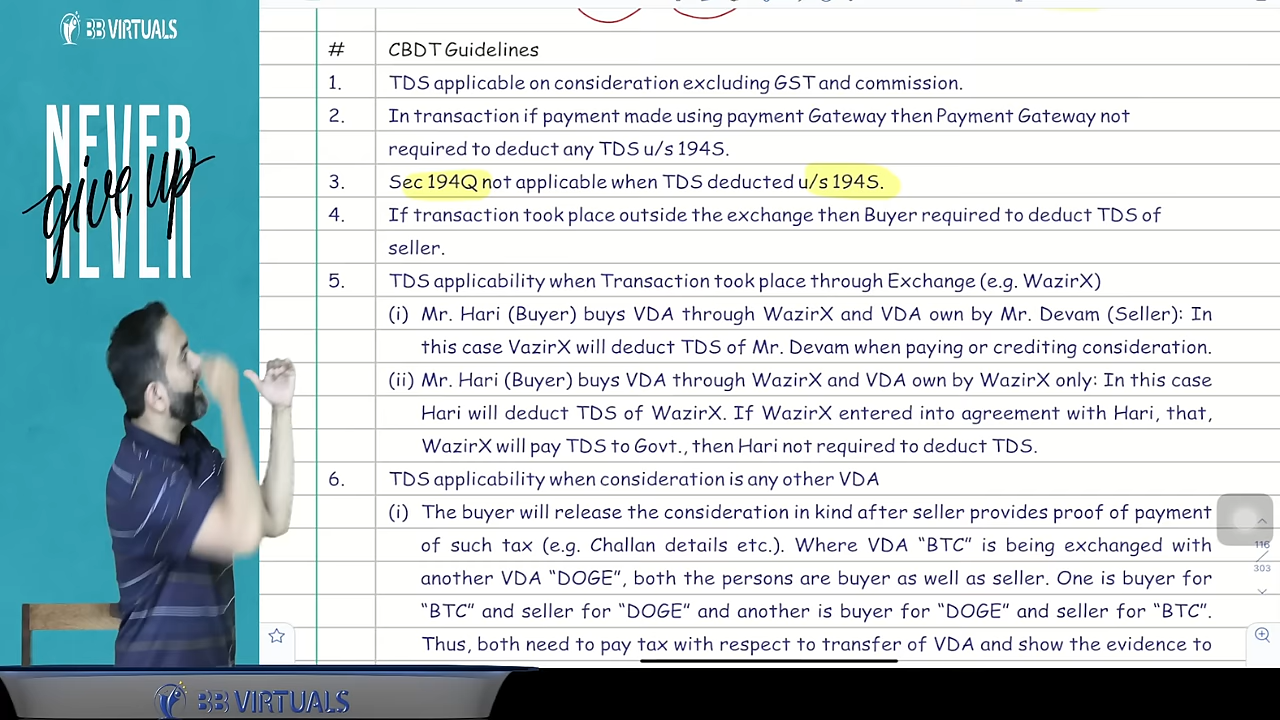 BB VIRTUALS
NEVER
give up
NEVER
# CBDT Guidelines
1. TDS applicable on consideration excluding GST and commission.
2. In transaction if payment made using payment Gateway then Payment Gateway not
required to deduct any TDS u/s 194S.
3. Sec 194Q not applicable when TDS deducted u/s 194S.
4. If transaction took place outside the exchange then Buyer required to deduct TDS of
seller.
5. TDS applicability when Transaction took place through Exchange (e.g. WazirX)
(i) Mr. Hari (Buyer) buys VDA through WazirX and VDA own by Mr. Devam (Seller): In
this case VazirX will deduct TDS of Mr. Devam when paying or crediting consideration.
(ii) Mr. Hari (Buyer) buys VDA through WazirX and VDA own by WazirX only: In this case
Hari will deduct TDS of WazirX. If WazirX entered into agreement with Hari, that,
WazirX will pay TDS to Govt., then Hari not required to deduct TDS.
6. TDS applicability when consideration is any other VDA
(i) The buyer will release the consideration in kind after seller provides proof of payment
of such tax (e.g. Challan details etc.). Where VDA “BTC” is being exchanged with
another VDA “DOGE”, both the persons are buyer as well as seller. One is buyer for
“BTC” and seller for “DOGE” and another is buyer for “DOGE” and seller for “BTC”.
Thus, both need to pay tax with respect to transfer of VDA and show the evidence to
116
303
BB VIRTUALS